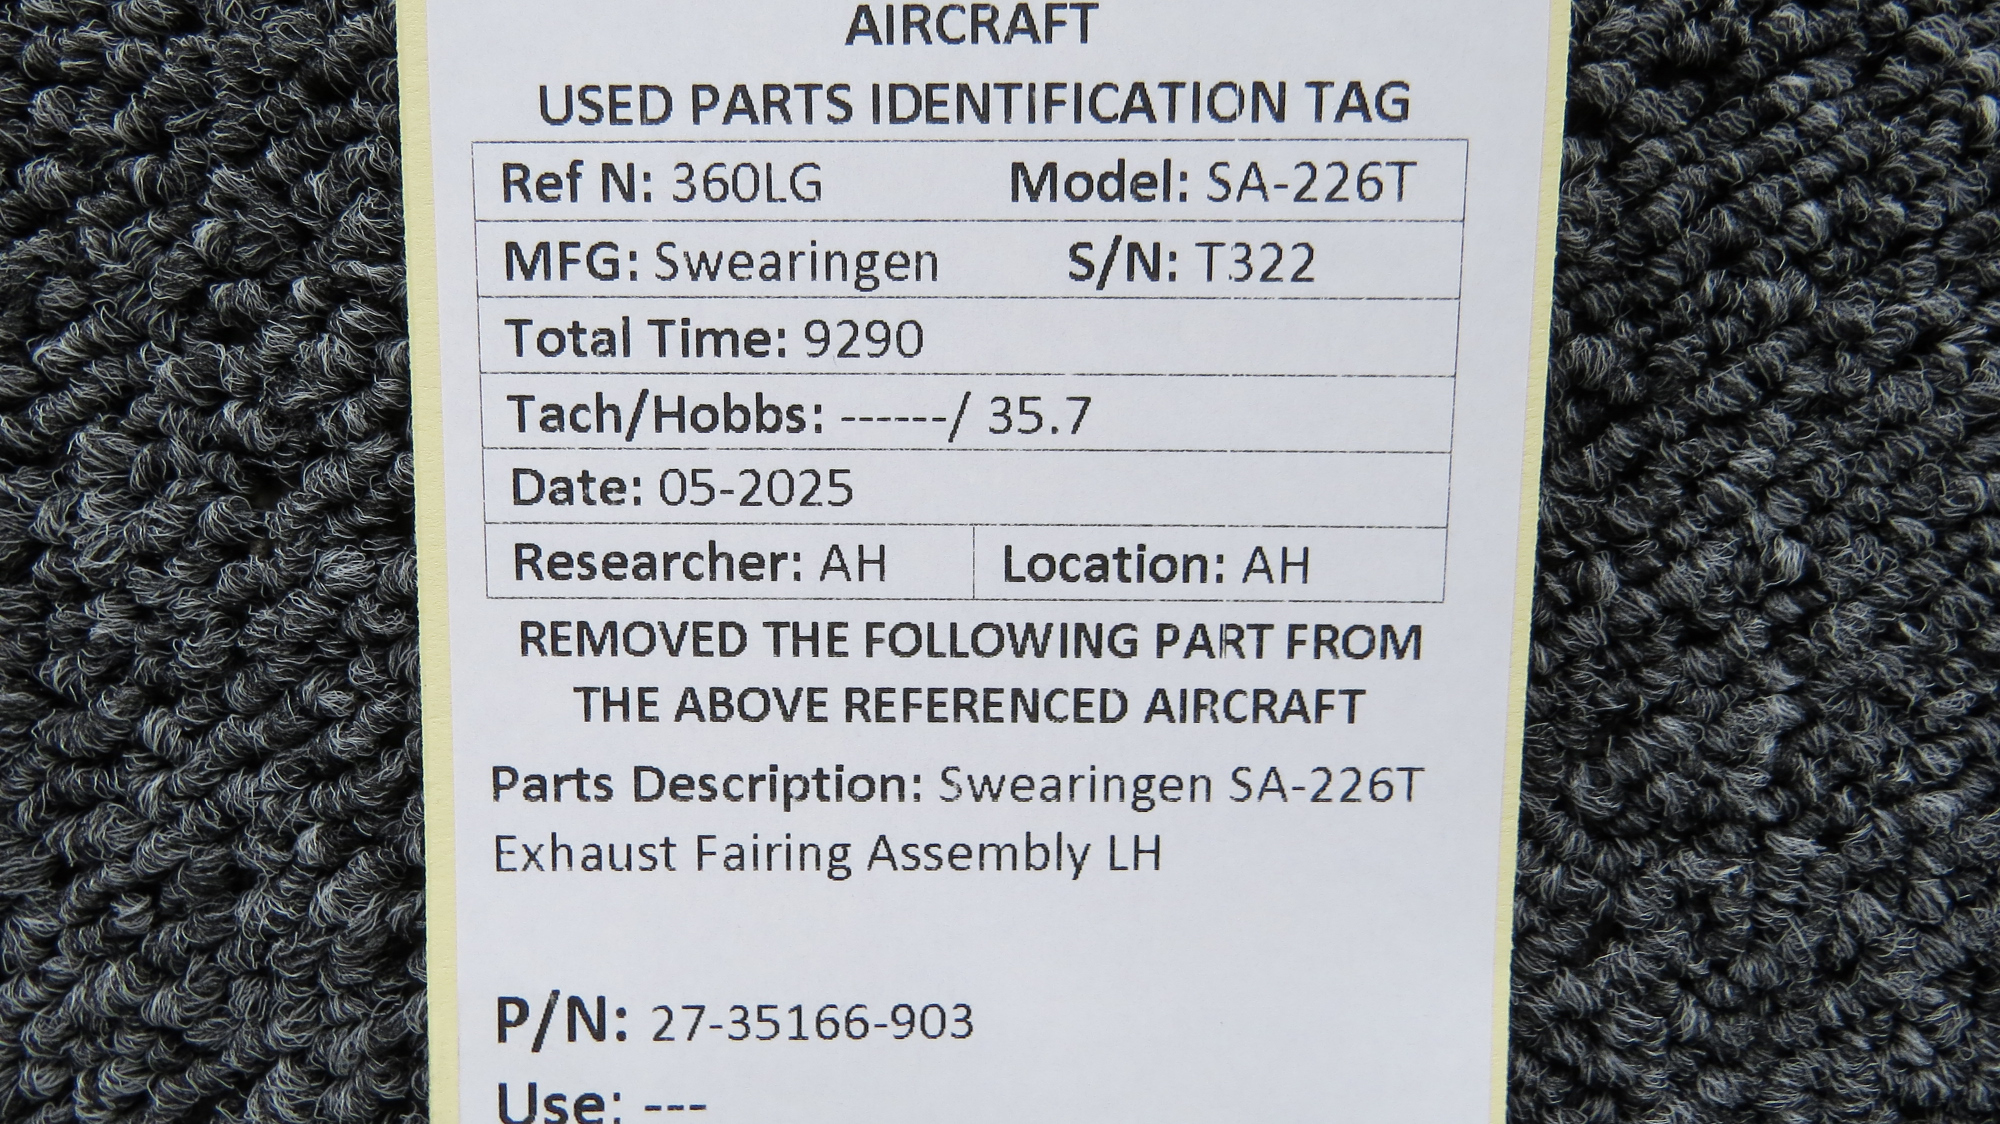 AIRCRAFT
USED PARTS IDENTIFICATION TAG
Ref N: 360LG Model: SA-226T
MFG: Swearingen S/N: T322
Total Time: 9290
Tach/Hobbs: ------/ 35.7
Date: 05-2025
Researcher: AH Location: AH
REMOVED THE FOLLOWING PART FROM
THE ABOVE REFERENCED AIRCRAFT
Parts Description: Swearingen SA-226T
Exhaust Fairing Assembly LH
P/N: 27-35166-903
Use: ---